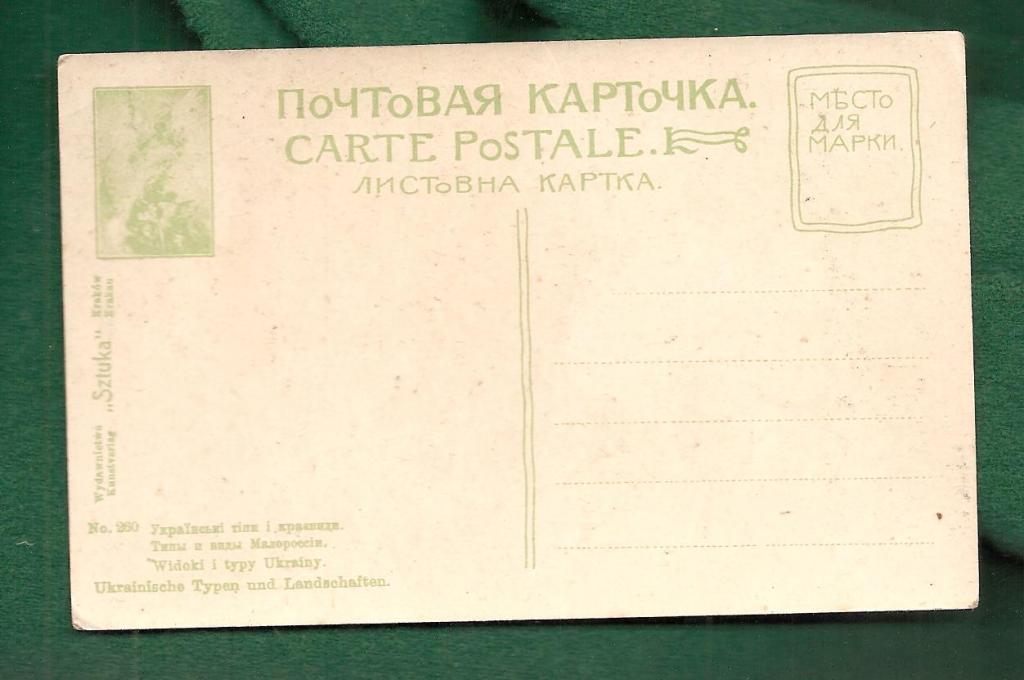 ПОЧТОВАЯ КАРТОЧКА.
CARTE POSTALE.
ЛИСТОВНА КАРТКА.
МѢСТО
ДЛЯ
МАРКИ.
Wydawnictwo „Sztuka" Kraków
Kunstverlag Krakau
No. 260 Українські тіпи і краєвиди.
Типы и виды Малороссіи.
Widoki i typy Ukrainy.
Ukrainische Typen und Landschaften.